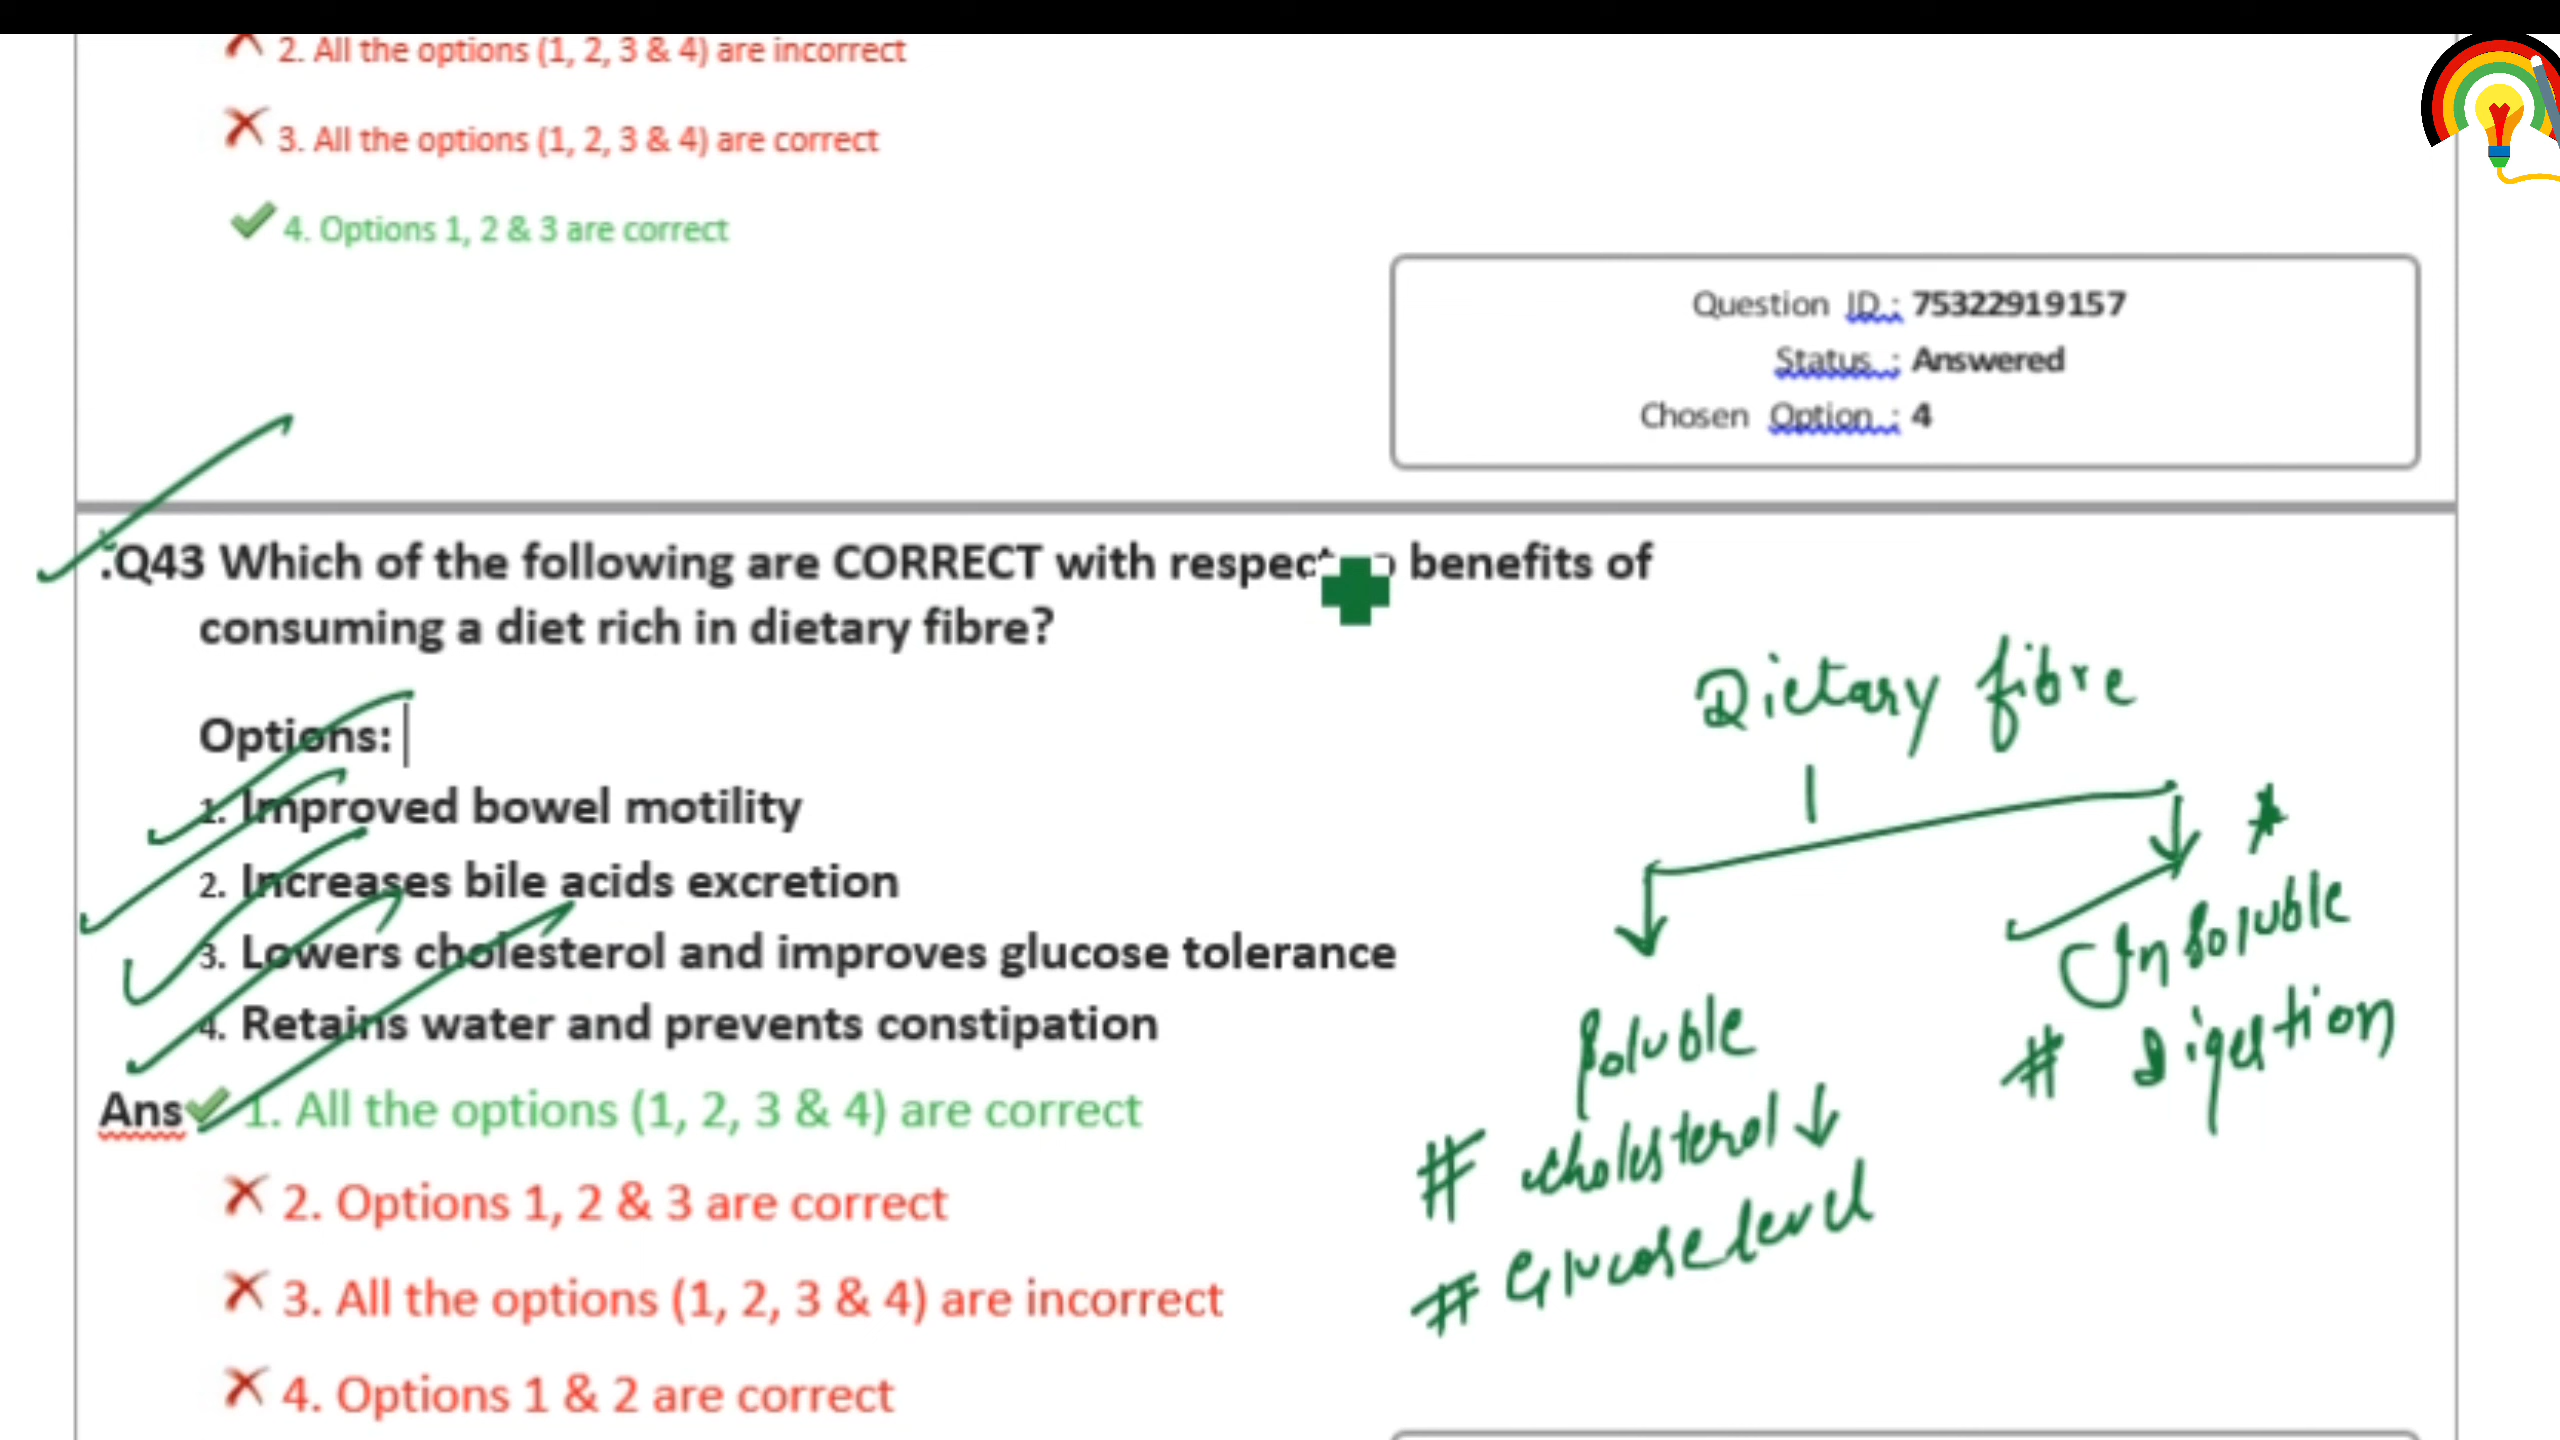 2. All the options (1, 2, 3 & 4) are incorrect
3. All the options (1, 2, 3 & 4) are correct
4. Options 1, 2 & 3 are correct
Question ID : 75322919157
Status : Answered
Chosen Option : 4
.Q43 Which of the following are CORRECT with respect benefits of
consuming a diet rich in dietary fibre?
Options:
1. Improved bowel motility
2. Increases bile acids excretion
3. Lowers cholesterol and improves glucose tolerance
4. Retains water and prevents constipation
Ans 1. All the options (1, 2, 3 & 4) are correct
2. Options 1, 2 & 3 are correct
3. All the options (1, 2, 3 & 4) are incorrect
4. Options 1 & 2 are correct
Dietary fibre
Insoluble
# Digestion
Soluble
# cholesterol ↓
# Glucose level